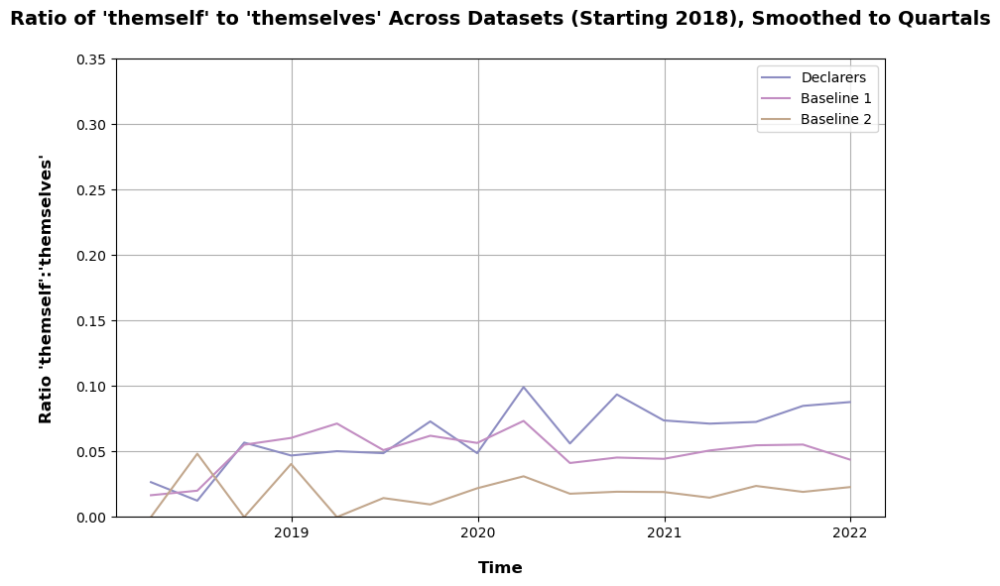 Ratio of 'themself' to 'themselves' Across Datasets (Starting 2018), Smoothed to Quartals
Ratio 'themself':'themselves'
0.35
0.30
0.25
0.20
0.15
0.10
0.05
0.00
Declarers
Baseline 1
Baseline 2
2019
2020
2021
2022
Time